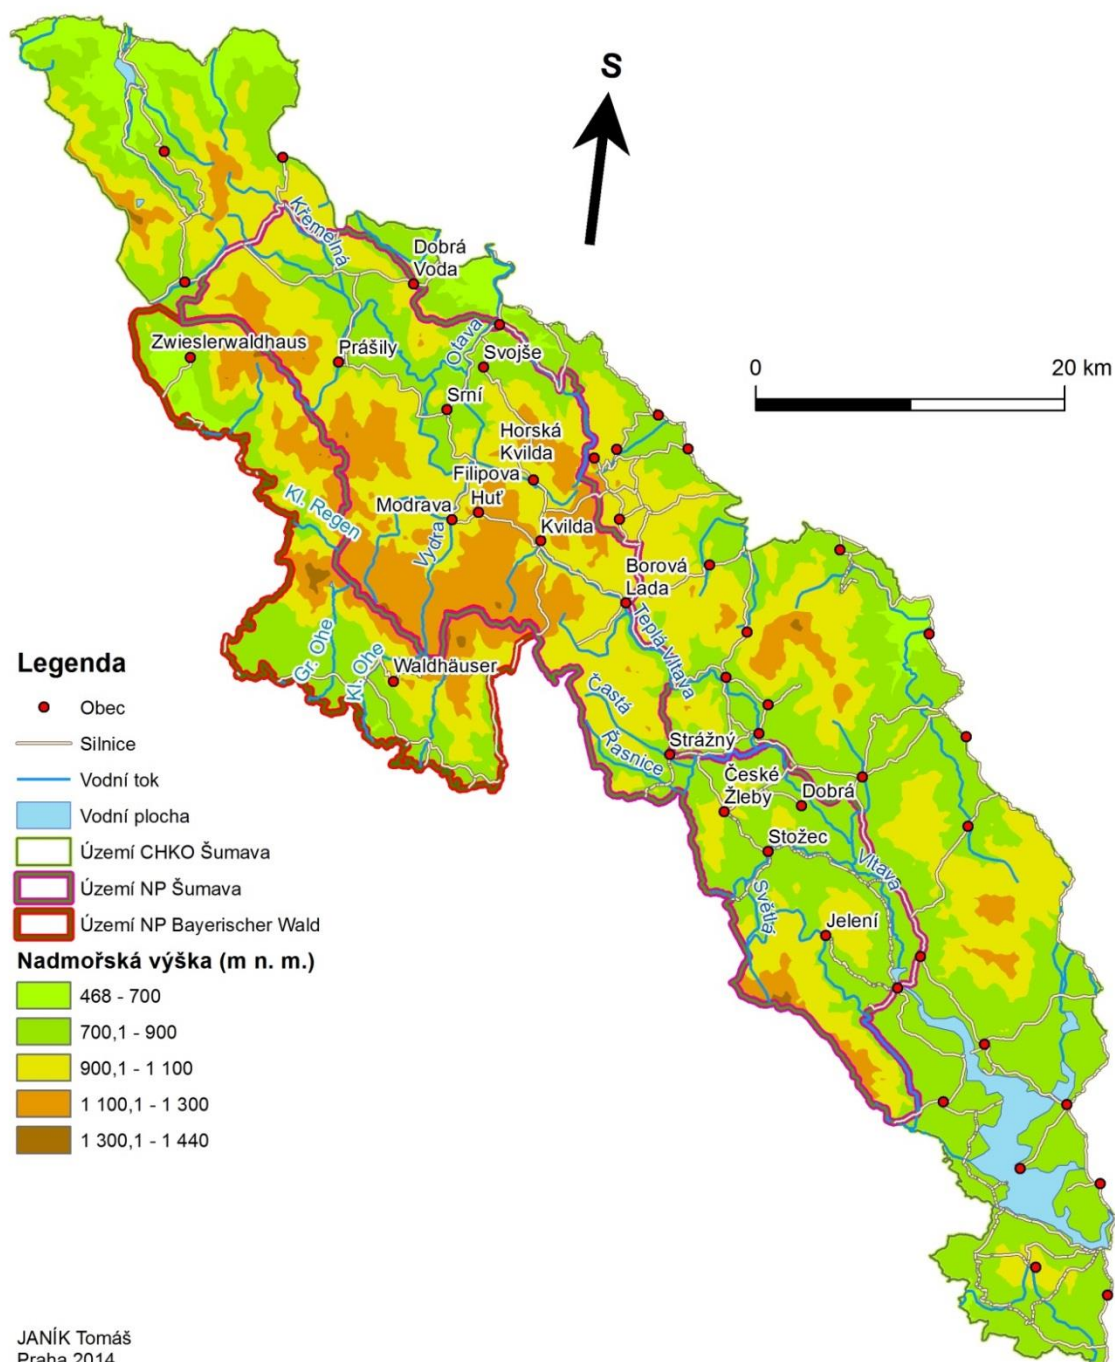 S
0 20 km
Křemelná
Dobrá
Voda
Otava
Zwieslerwaldhaus
Prášily
Svojše
Srní
Horská
Kvilda
Filipova
Huť
Modrava
Kl. Regen
Vydra
Kvilda
Borová
Lada
Teplá Vltava
Gr. Ohe
Kl. Ohe
Waldhäuser
Častá
Řasnice
Strážný
České
Žleby
Dobrá
Stožec
Vltava
Světlá
Jelení
Legenda
Obec
Silnice
Vodní tok
Vodní plocha
Území CHKO Šumava
Území NP Šumava
Území NP Bayerischer Wald
Nadmořská výška (m n. m.)
468 - 700
700,1 - 900
900,1 - 1 100
1 100,1 - 1 300
1 300,1 - 1 440
JANÍK Tomáš
Praha 2014